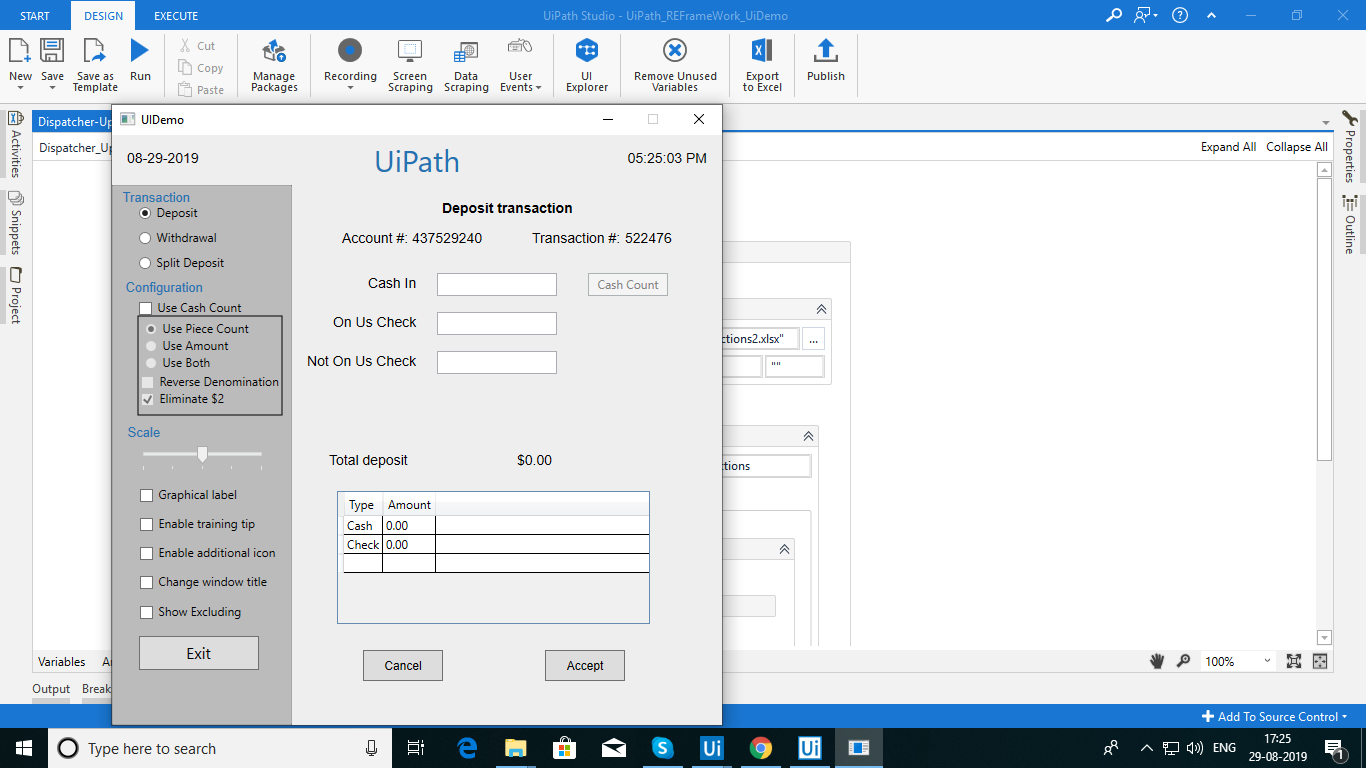 START DESIGN EXECUTE UiPath Studio - UiPath_REFrameWork_UiDemo
New Save Save as Template Run
Cut
Copy
Paste
Manage Packages
Recording
Screen Scraping
Data Scraping
User Events
UI Explorer
Remove Unused Variables
Export to Excel
Publish
Dispatcher-Up
Dispatcher_Up
Expand All Collapse All
Activities
Snippets
Project
Properties
Outline
UIDemo
08-29-2019 UiPath 05:25:03 PM
Transaction
Deposit
Withdrawal
Split Deposit
Configuration
Use Cash Count
Use Piece Count
Use Amount
Use Both
Reverse Denomination
Eliminate $2
Scale
Graphical label
Enable training tip
Enable additional icon
Change window title
Show Excluding
Exit
Deposit transaction
Account #: 437529240 Transaction #: 522476
Cash In Cash Count
On Us Check
Not On Us Check
Total deposit $0.00
Type Amount
Cash 0.00
Check 0.00
Cancel Accept
ctions2.xlsx" ...
""
tions
Variables
100%
Output Break
Add To Source Control
Type here to search
ENG
17:25
29-08-2019
1